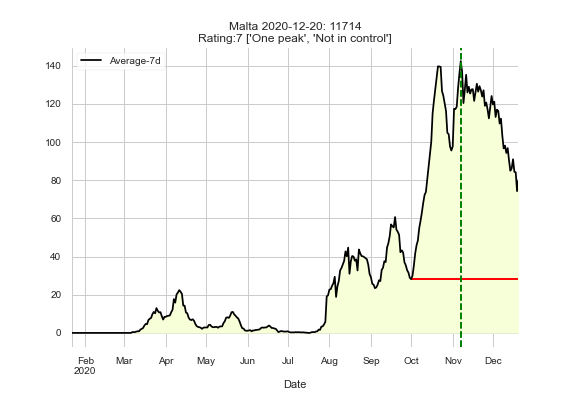 Malta 2020-12-20: 11714
Rating:7 ['One peak', 'Not in control']
Average-7d
140
120
100
80
60
40
20
0
Feb Mar Apr May Jun Jul Aug Sep Oct Nov Dec
2020
Date